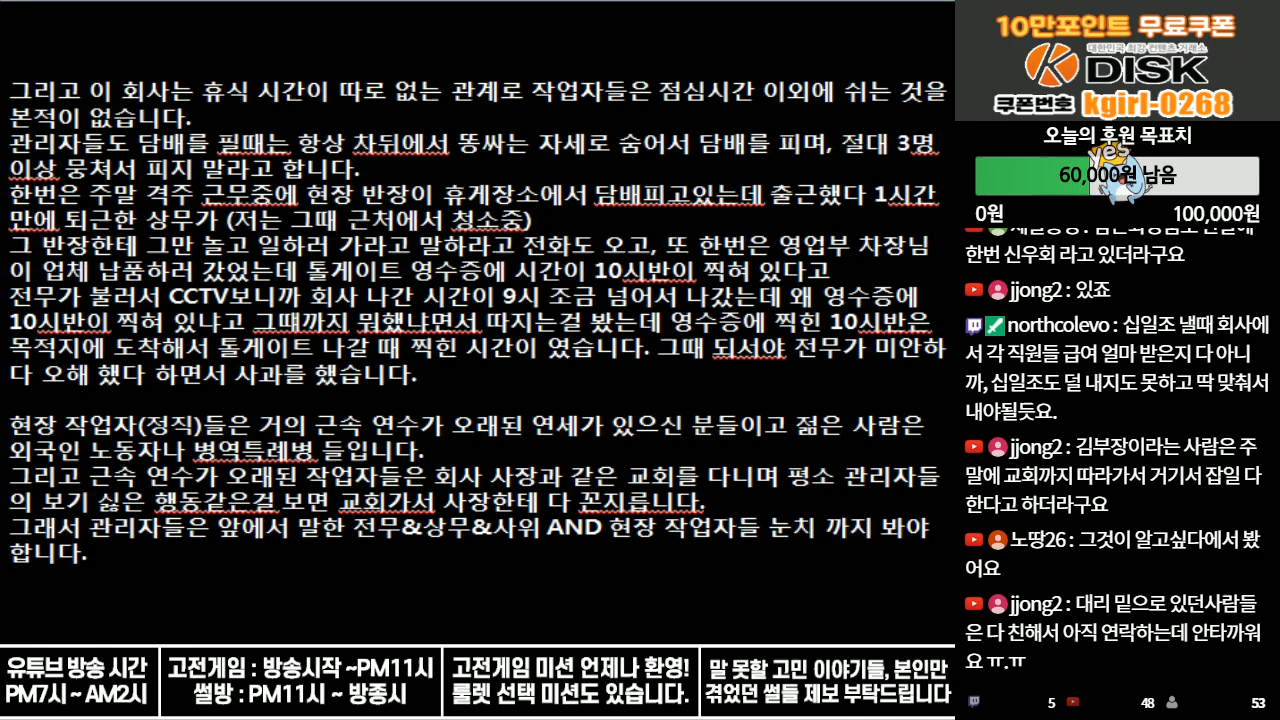 그리고 이 회사는 휴식 시간이 따로 없는 관계로 작업자들은 점심시간 이외에 쉬는 것을
본적이 없습니다.
관리자들도 담배를 필때는 항상 차뒤에서 똥싸는 자세로 숨어서 담배를 피며, 절대 3명
이상 뭉쳐서 피지 말라고 합니다.
한번은 주말 격주 근무중에 현장 반장이 휴게장소에서 담배피고있는데 출근했다 1시간
만에 퇴근한 상무가 (저는 그때 근처에서 청소중)
그 반장한테 그만 놀고 일하러 가라고 말하라고 전화도 오고, 또 한번은 영업부 차장님
이 업체 납품하러 갔었는데 톨게이트 영수증에 시간이 10시반이 찍혀 있다고
전무가 불러서 CCTV보니까 회사 나간 시간이 9시 조금 넘어서 나갔는데 왜 영수증에
10시반이 찍혀 있냐고 그때까지 뭐했냐면서 따지는걸 봤는데 영수증에 찍힌 10시반은
목적지에 도착해서 톨게이트 나갈 때 찍힌 시간이 였습니다. 그때 되서야 전무가 미안하
다 오해 했다 하면서 사과를 했습니다.
현장 작업자(정직)들은 거의 근속 연수가 오래된 연세가 있으신 분들이고 젊은 사람은
외국인 노동자나 병역특례병 들입니다.
그리고 근속 연수가 오래된 작업자들은 회사 사장과 같은 교회를 다니며 평소 관리자들
의 보기 싫은 행동같은걸 보면 교회가서 사장한테 다 꼰지릅니다.
그래서 관리자들은 앞에서 말한 전무&상무&사위 AND 현장 작업자들 눈치 까지 봐야
합니다.
10만포인트 무료쿠폰
대한민국 최강 컨텐츠 거래소
K DISK
쿠폰번호 kgirl-0268
오늘의 후원 목표치
yes
60,000원 남음
0원 100,000원
한번 신우회 라고 있더라구요
jjong2 : 있죠
northcolevo : 십일조 낼때 회사에
서 각 직원들 급여 얼마 받은지 다 아니
까, 십일조도 덜 내지도 못하고 딱 맞춰서
내야될듯요.
jjong2 : 김부장이라는 사람은 주
말에 교회까지 따라가서 거기서 잡일 다
한다고 하더라구요
노땅26 : 그것이 알고싶다에서 봤
어요
jjong2 : 대리 밑으로 있던사람들
은 다 친해서 아직 연락하는데 안타까워
요ㅠ.ㅠ
5 48 53
유튜브 방송 시간
PM7시 ~ AM2시
고전게임 : 방송시작 ~PM11시
썰방 : PM11시 ~ 방종시
고전게임 미션 언제나 환영!
룰렛 선택 미션도 있습니다.
말 못할 고민 이야기들, 본인만
겪었던 썰들 제보 부탁드립니다